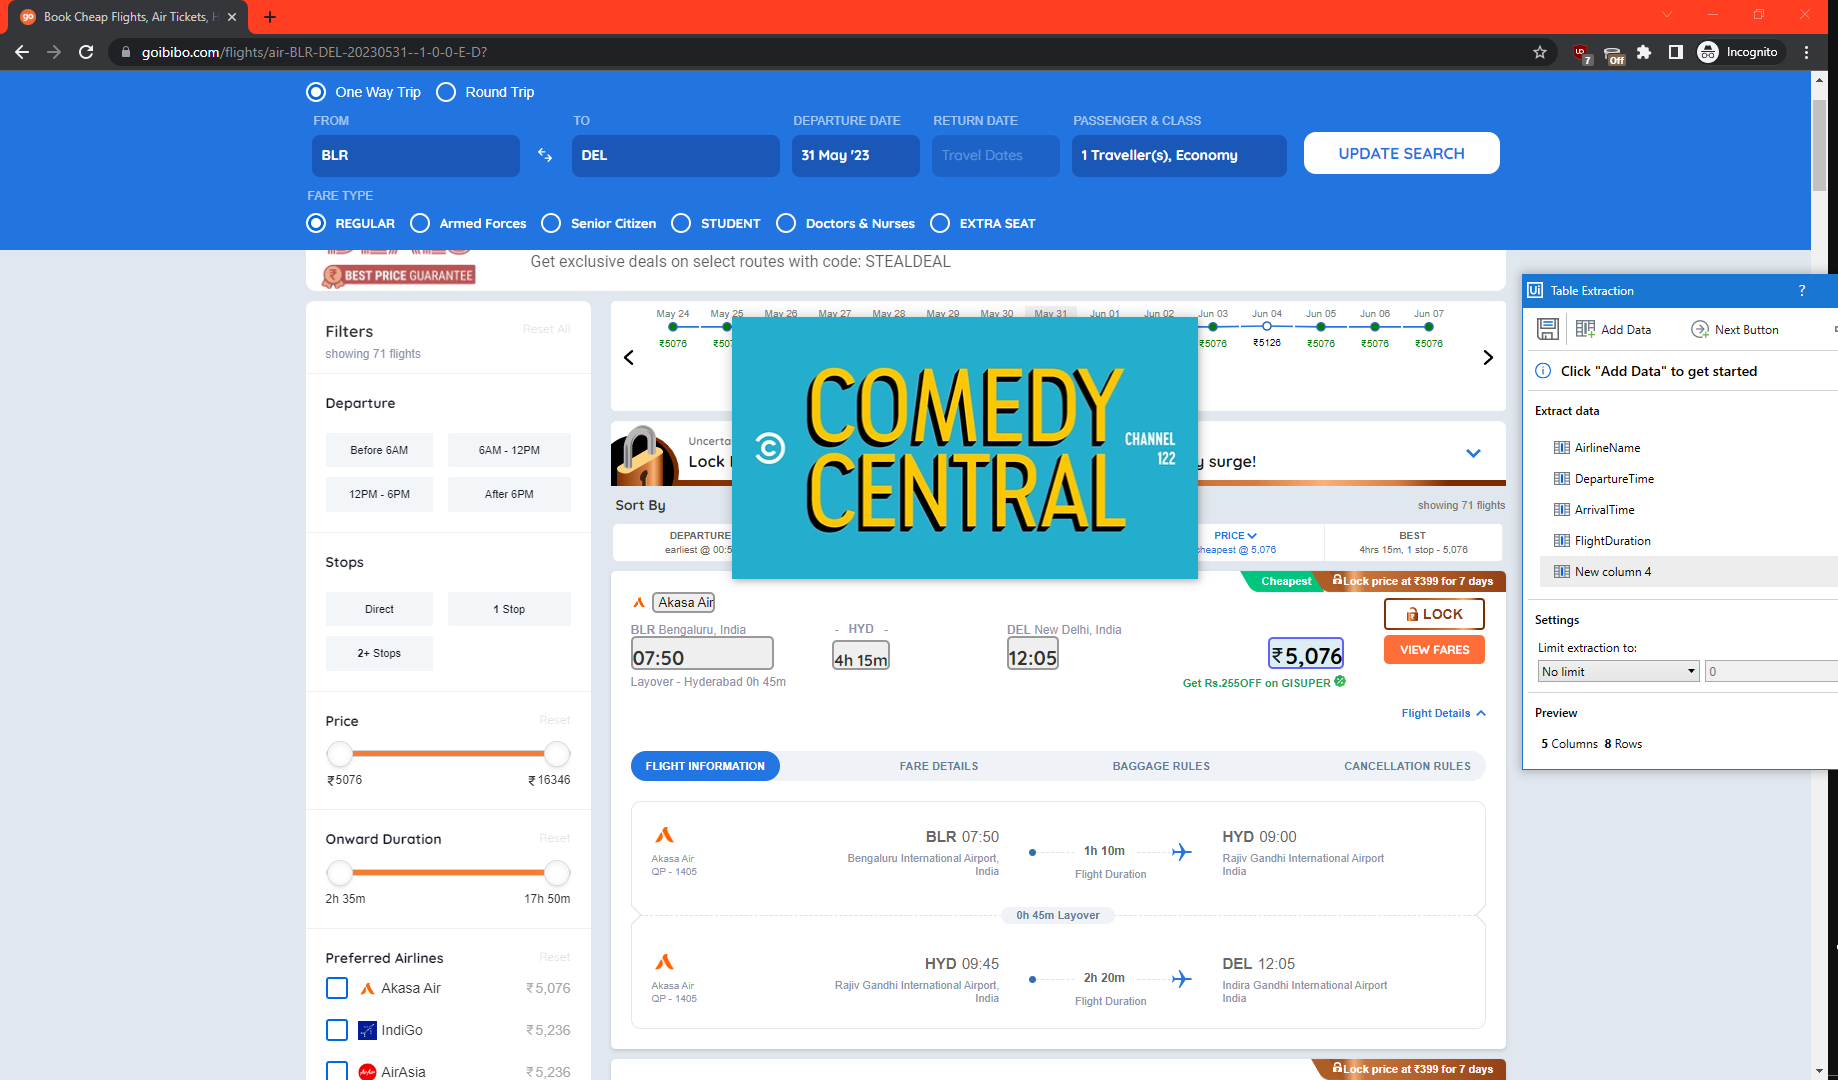 Book Cheap Flights, Air Tickets, H
goibibo.com/flights/air-BLR-DEL-20230531--1-0-0-E-D?
7
Off
Incognito
One Way Trip
Round Trip
FROM
TO
DEPARTURE DATE
RETURN DATE
PASSENGER & CLASS
BLR
DEL
31 May '23
Travel Dates
1 Traveller(s), Economy
UPDATE SEARCH
FARE TYPE
REGULAR
Armed Forces
Senior Citizen
STUDENT
Doctors & Nurses
EXTRA SEAT
BEST PRICE GUARANTEE
Get exclusive deals on select routes with code: STEALDEAL
Filters
Reset All
showing 71 flights
Departure
Before 6AM
6AM - 12PM
12PM - 6PM
After 6PM
Stops
Direct
1 Stop
2+ Stops
Price
Reset
₹5076
₹16346
Onward Duration
Reset
2h 35m
17h 50m
Preferred Airlines
Reset
Akasa Air
₹5,076
IndiGo
₹5,236
AirAsia
₹5,236
May 24
May 25
May 26
May 27
May 28
May 29
May 30
May 31
Jun 01
Jun 02
Jun 03
Jun 04
Jun 05
Jun 06
Jun 07
₹5076
₹507
₹5076
₹5126
₹5076
₹5076
₹5076
Uncerta
Lock
surge!
COMEDY
CENTRAL
CHANNEL
122
Sort By
showing 71 flights
DEPARTURE
earliest @ 00:5
PRICE
cheapest @ 5,076
BEST
4hrs 15m, 1 stop - 5,076
Cheapest
Lock price at ₹399 for 7 days
Akasa Air
BLR Bengaluru, India
- HYD -
DEL New Delhi, India
07:50
4h 15m
12:05
₹5,076
LOCK
VIEW FARES
Layover - Hyderabad 0h 45m
Get Rs.255OFF on GISUPER
Flight Details
FLIGHT INFORMATION
FARE DETAILS
BAGGAGE RULES
CANCELLATION RULES
Akasa Air
QP - 1405
BLR 07:50
Bengaluru International Airport,
India
1h 10m
Flight Duration
HYD 09:00
Rajiv Gandhi International Airport
India
0h 45m Layover
Akasa Air
QP - 1405
HYD 09:45
Rajiv Gandhi International Airport,
India
2h 20m
Flight Duration
DEL 12:05
Indira Gandhi International Airport
India
Lock price at ₹399 for 7 days
Ui Table Extraction
?
Add Data
Next Button
Click "Add Data" to get started
Extract data
AirlineName
DepartureTime
ArrivalTime
FlightDuration
New column 4
Settings
Limit extraction to:
No limit
0
Preview
5 Columns 8 Rows